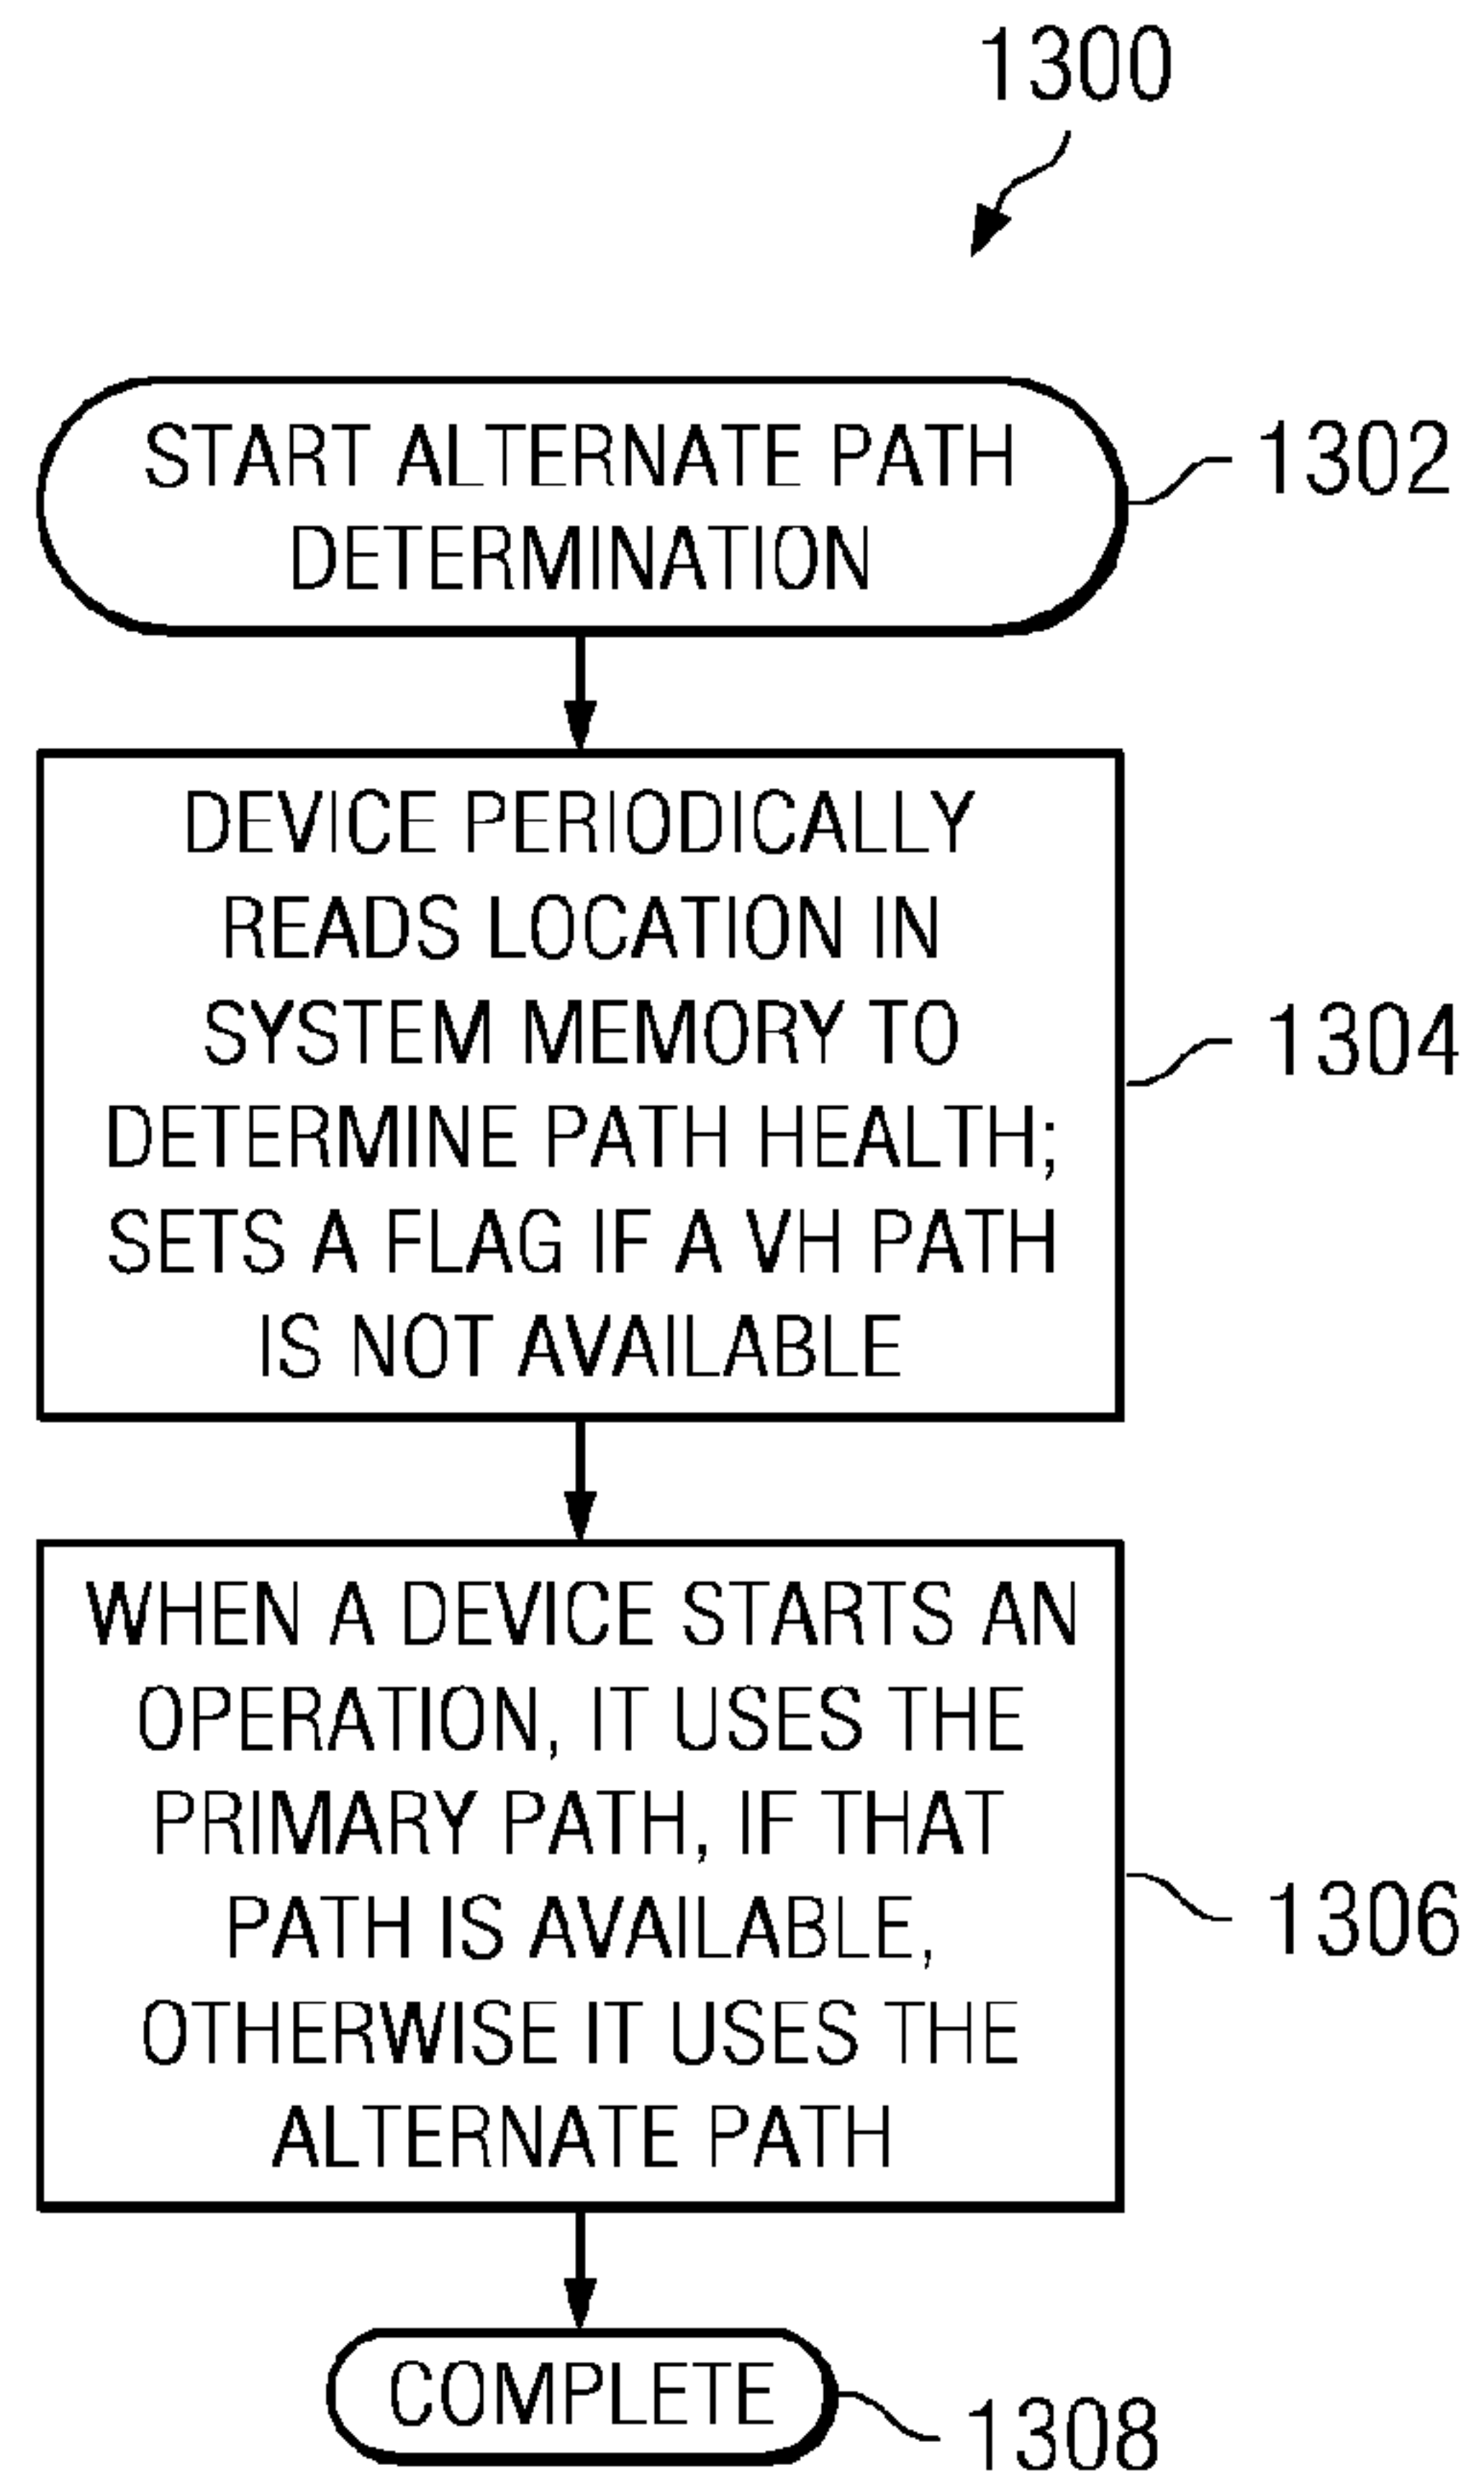 1300
START ALTERNATE PATH
DETERMINATION
1302
DEVICE PERIODICALLY
READS LOCATION IN
SYSTEM MEMORY TO
DETERMINE PATH HEALTH;
SETS A FLAG IF A VH PATH
IS NOT AVAILABLE
1304
WHEN A DEVICE STARTS AN
OPERATION, IT USES THE
PRIMARY PATH, IF THAT
PATH IS AVAILABLE,
OTHERWISE IT USES THE
ALTERNATE PATH
1306
COMPLETE
1308